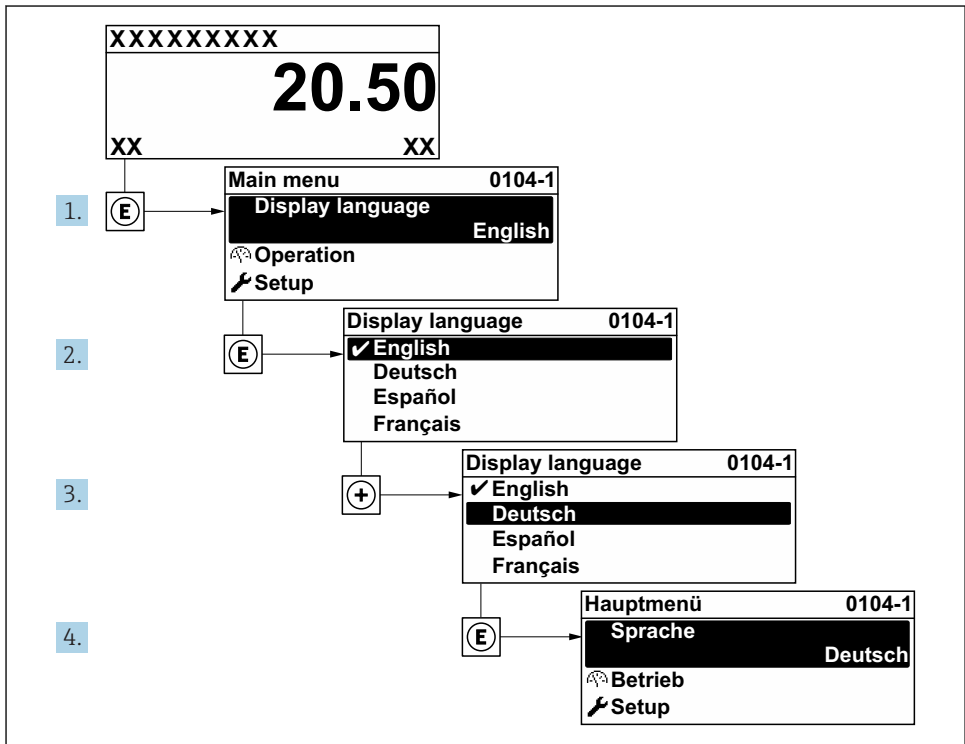 XXXXXXXXX
20.50
XX XX
1. E
Main menu 0104-1
Display language
English
Operation
Setup
2. E
Display language 0104-1
✔English
Deutsch
Español
Français
3. +
Display language 0104-1
✔English
Deutsch
Español
Français
4. E
Hauptmenü 0104-1
Sprache
Deutsch
Betrieb
Setup